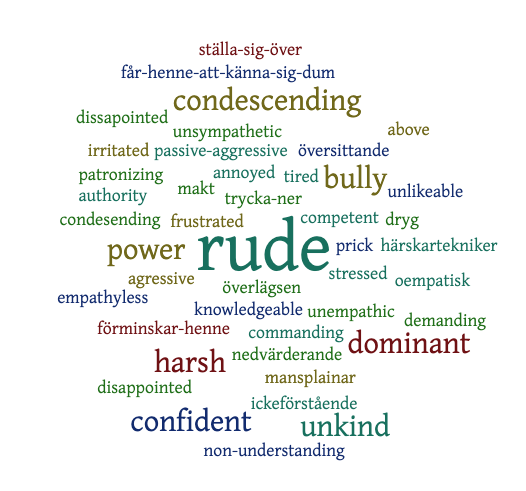 ställa-sig-över
får-henne-att-känna-sig-dum
condescending
dissapointed
unsympathetic
above
irritated
passive-aggressive
översittande
patronizing
annoyed
tired
bully
authority
makt
trycka-ner
unlikeable
condesending
frustrated
competent
dryg
power
rude
prick
härskartekniker
agressive
överlägsen
stressed
oempatisk
empathyless
knowledgeable
unempathic
demanding
förminskar-henne
commanding
dominant
harsh
nedvärderande
mansplainar
disappointed
ickeförstående
confident
unkind
non-understanding